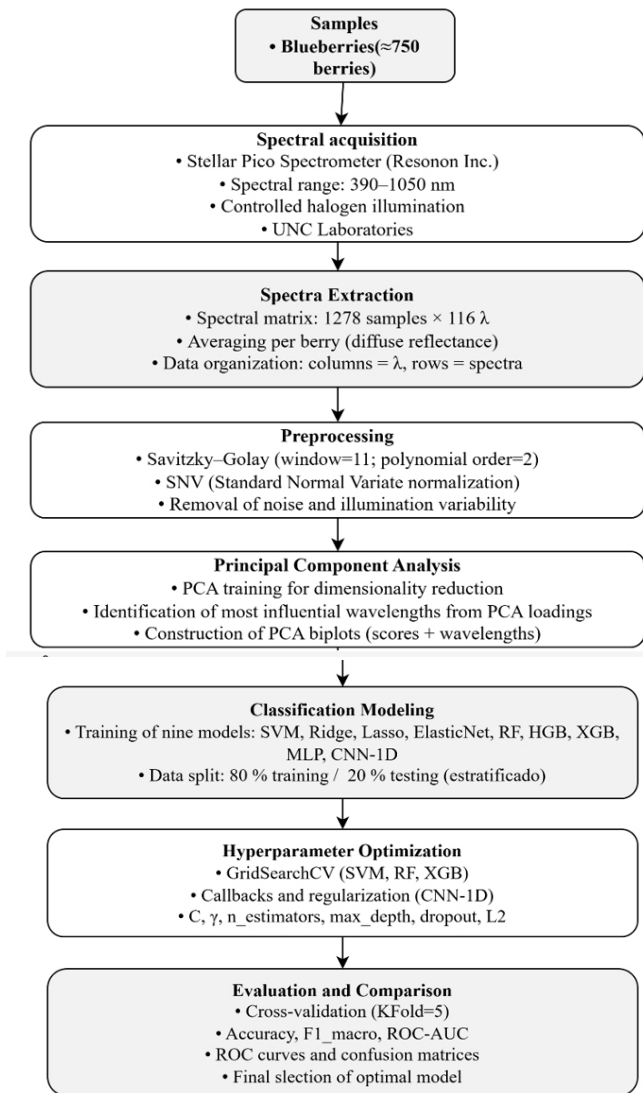 Samples
• Blueberries(≈750
berries)
Spectral acquisition
• Stellar Pico Spectrometer (Resonon Inc.)
• Spectral range: 390–1050 nm
• Controlled halogen illumination
• UNC Laboratories
Spectra Extraction
• Spectral matrix: 1278 samples × 116 λ
• Averaging per berry (diffuse reflectance)
• Data organization: columns = λ, rows = spectra
Preprocessing
• Savitzky–Golay (window=11; polynomial order=2)
• SNV (Standard Normal Variate normalization)
• Removal of noise and illumination variability
Principal Component Analysis
• PCA training for dimensionality reduction
• Identification of most influential wavelengths from PCA loadings
• Construction of PCA biplots (scores + wavelengths)
Classification Modeling
• Training of nine models: SVM, Ridge, Lasso, ElasticNet, RF, HGB, XGB,
MLP, CNN-1D
• Data split: 80 % training / 20 % testing (estratificado)
Hyperparameter Optimization
• GridSearchCV (SVM, RF, XGB)
• Callbacks and regularization (CNN-1D)
• C, γ, n_estimators, max_depth, dropout, L2
Evaluation and Comparison
• Cross-validation (KFold=5)
• Accuracy, F1_macro, ROC-AUC
• ROC curves and confusion matrices
• Final slection of optimal model